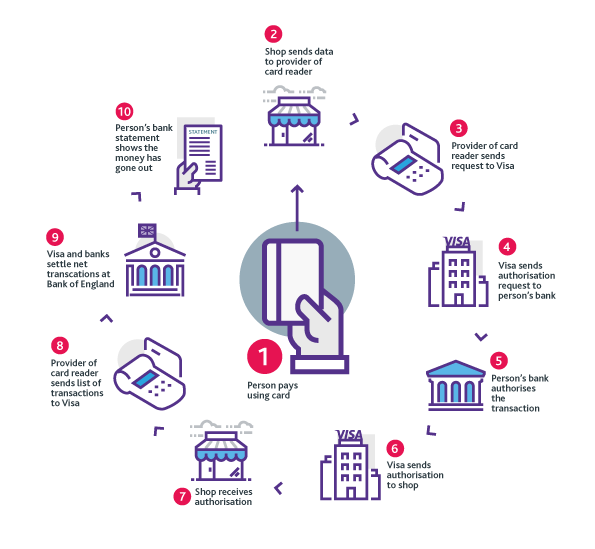 1
Person pays
using card
2
Shop sends data
to provider of
card reader
3
Provider of card
reader sends
request to Visa
VISA
4
Visa sends
authorisation
request to
person's bank
5
Person's bank
authorises
the
transaction
VISA
6
Visa sends
authorisation
to shop
7
Shop receives
authorisation
8
Provider of
card reader
sends list of
transactions
to Visa
9
Visa and banks
settle net
transcations at
Bank of England
10
Person's bank
statement
shows the
money has
gone out
STATEMENT